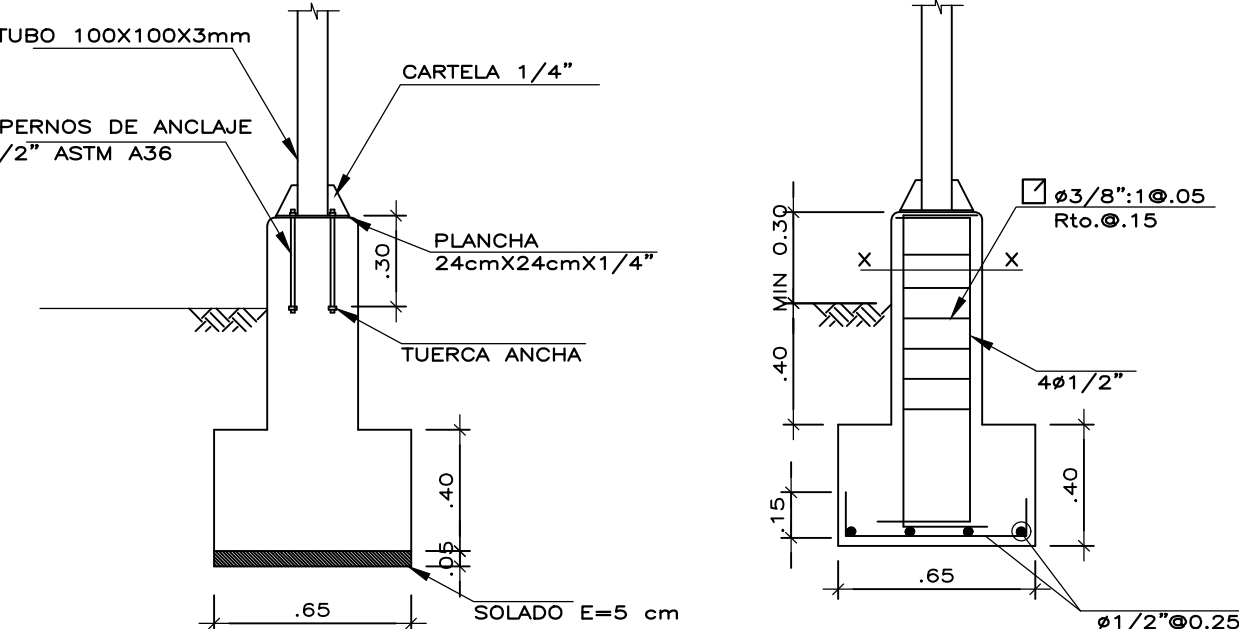 TUBO 100X100X3mm
CARTELA 1/4"
PERNOS DE ANCLAJE
/2" ASTM A36
PLANCHA
24cmX24cmX1/4"
.30
TUERCA ANCHA
.40
.05
.65
SOLADO E=5 cm
ø3/8":1@.05
Rto.@.15
MIN 0.30
X
X
.40
4ø1/2"
.15
.40
.65
ø1/2"@0.25